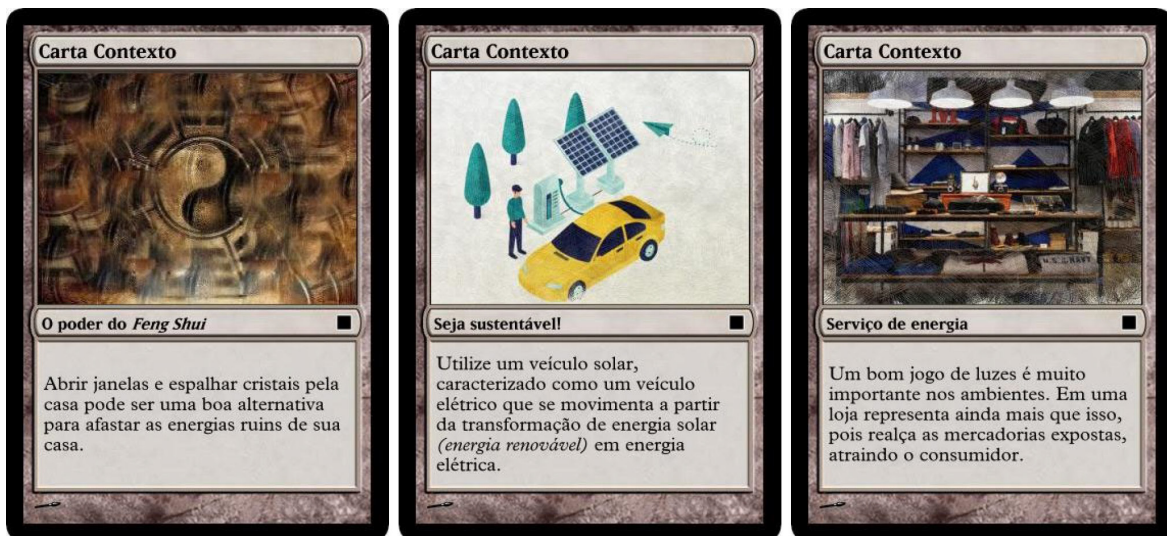 Carta Contexto
O poder do Feng Shui
Abrir janelas e espalhar cristais pela
casa pode ser uma boa alternativa
para afastar as energias ruins de sua
casa.
Carta Contexto
Seja sustentável!
Utilize um veículo solar,
caracterizado como um veículo
elétrico que se movimenta a partir
da transformação de energia solar
(energia renovável) em energia
elétrica.
Carta Contexto
U.S. NAVY
Serviço de energia
Um bom jogo de luzes é muito
importante nos ambientes. Em uma
loja representa ainda mais que isso,
pois realça as mercadorias expostas,
atraindo o consumidor.